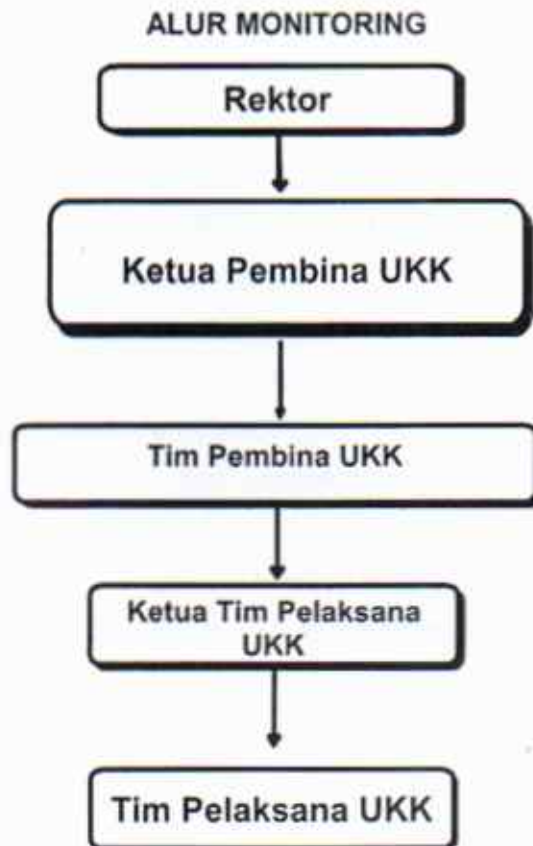 ALUR MONITORING
Rektor
Ketua Pembina UKK
Tim Pembina UKK
Ketua Tim Pelaksana
UKK
Tim Pelaksana UKK